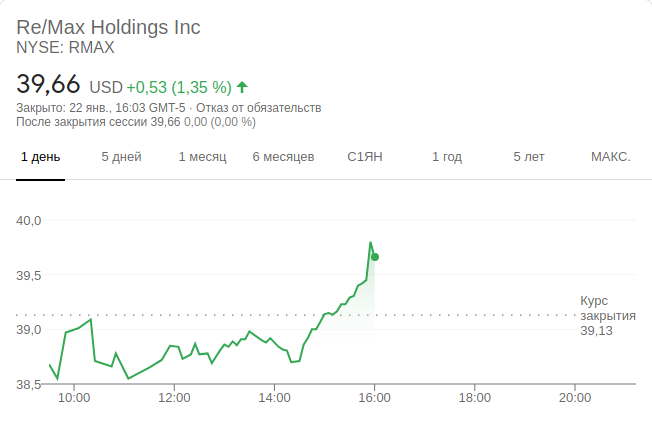 Re/Max Holdings Inc
NYSE: RMAX
39,66 USD +0,53 (1,35 %)
Закрыто: 22 янв., 16:03 GMT-5 · Отказ от обязательств
После закрытия сессии 39,66 0,00 (0,00 %)
1 день 5 дней 1 месяц 6 месяцев С1ЯН 1 год 5 лет МАКС.
40,0
39,5
Курс
закрытия
39,13
39,0
38,5
10:00 12:00 14:00 16:00 18:00 20:00